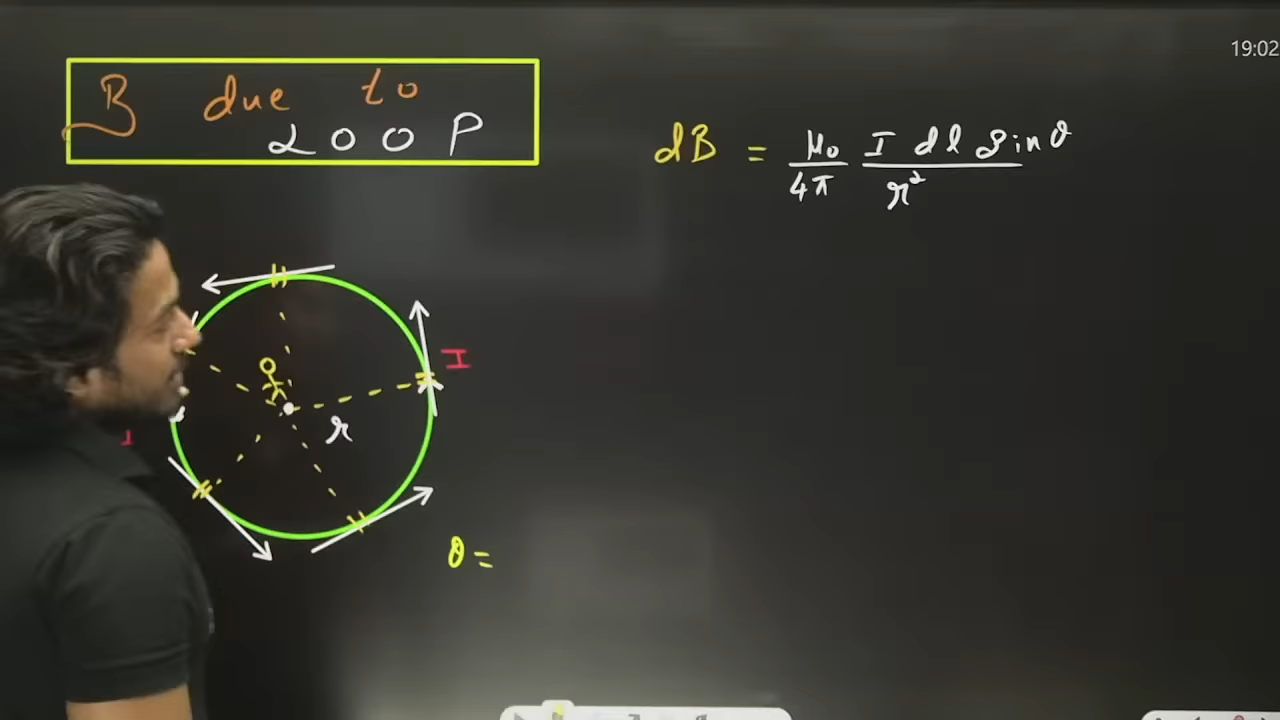 B due to
LOOP
19:02
dB = μ₀/4π I dl sinθ/r²
I
r
I
θ =